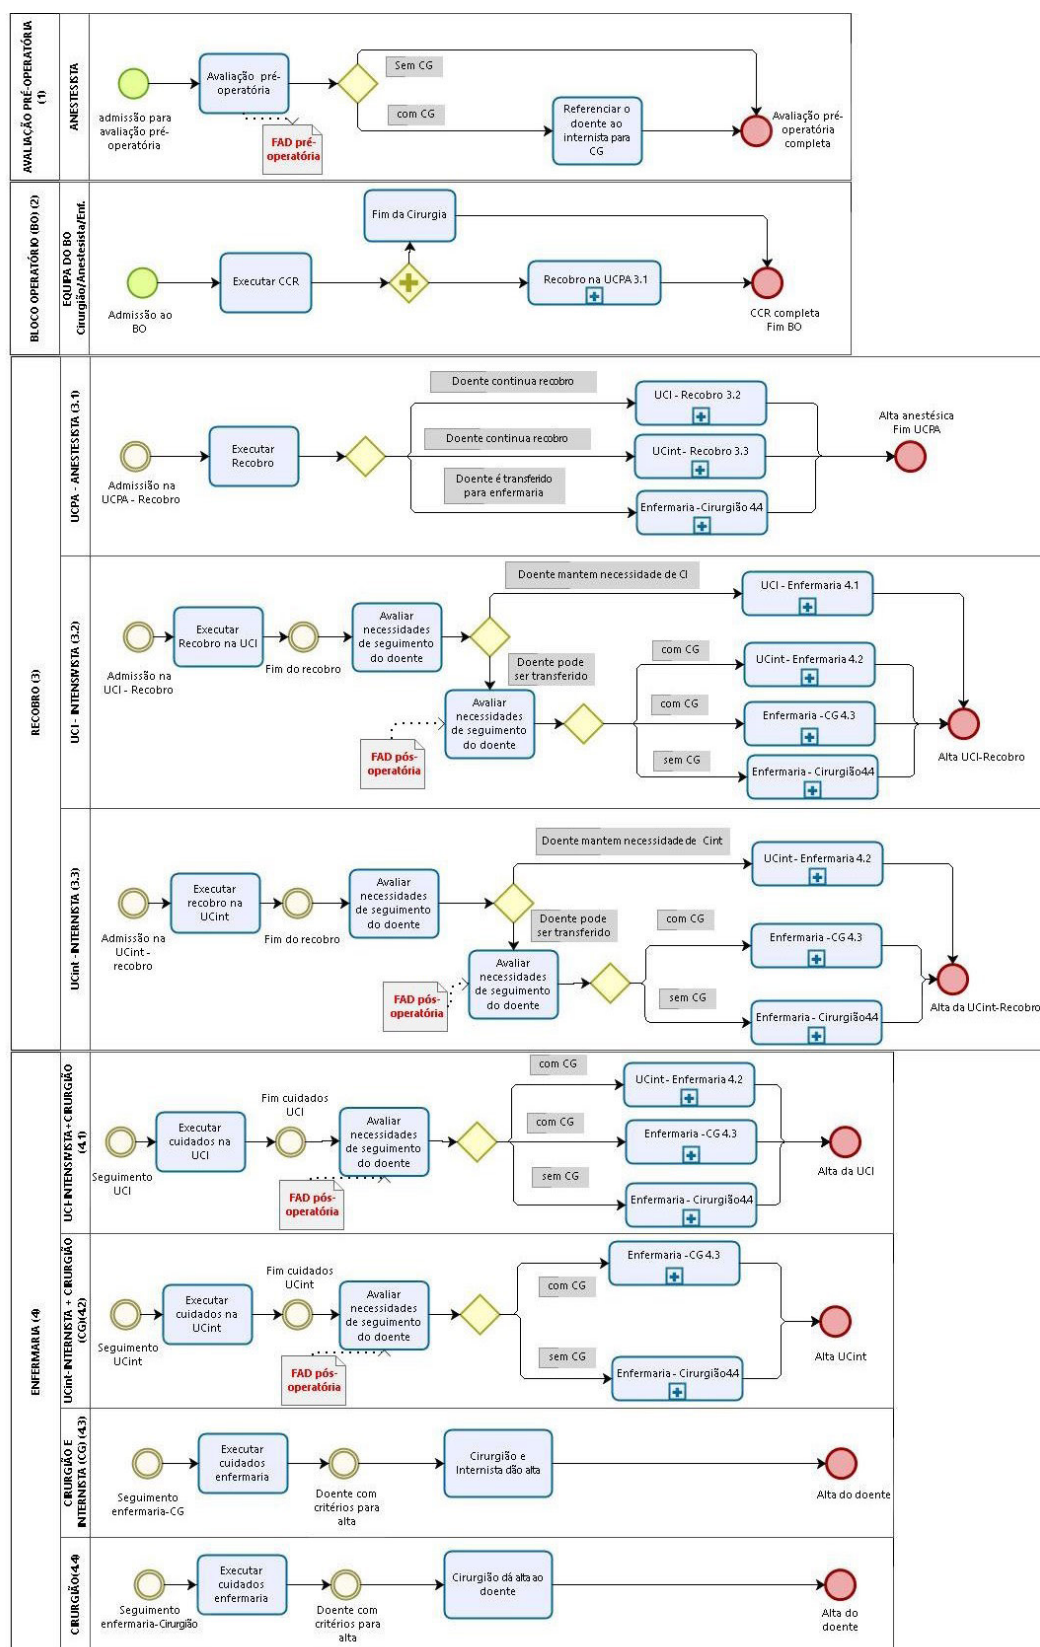 AVALIAÇÃO PRÉ-OPERATÓRIA
(1)
ANESTESISTA
admissão para
avaliação pré-
operatória
Avaliação pré-
operatória
FAD pré-
operatória
Sem CG
com CG
Referenciar o
doente ao
internista para
CG
Avaliação pré-
operatória
completa
BLOCO OPERATÓRIO (BO) (2)
EQUIPA DO BO
Cirurgião/Anestesista/Enf.
Admissão ao
BO
Executar CCR
Fim da Cirurgia
Recobro na UCPA 3.1
CCR completa
Fim BO
RECOBRO (3)
UCPA - ANESTESISTA (3.1)
Admissião na
UCPA - Recobro
Executar
Recobro
Doente continua recobro
Doente continua recobro
Doente é transferido
para enfermaria
UCI - Recobro 3.2
UCint - Recobro 3.3
Enfermaria - Cirurgião 4.4
Alta anestésica
Fim UCPA
UCI - INTENSIVISTA (3.2)
Admissão na
UCI - Recobro
Executar
Recobro na UCI
Fim do recobro
Avaliar
necessidades
de seguimento
do doente
Doente mantem necessidade de CI
Doente pode
ser transferido
Avaliar
necessidades
de seguimento
do doente
FAD pós-
operatória
com CG
com CG
sem CG
UCI - Enfermaria 4.1
UCint - Enfermaria 4.2
Enfermaria -CG 4.3
Enfermaria - Cirurgião4.4
Alta UCI-Recobro
UCint -INTERNISTA (3.3)
Admissão na
UCint -
recobro
Executar
recobro na
UCint
Fim do recobro
Avaliar
necessidades
de seguimento
do doente
Doente mantem necessidade de Cint
Doente pode
ser transferido
Avaliar
necessidades
de seguimento
do doente
FAD pós-
operatória
com CG
sem CG
UCint - Enfermaria 4.2
Enfermaria -CG 4.3
Enfermaria - Cirurgião4.4
Alta da UCint-Recobro
ENFERMARIA (4)
UCI-INTENSIVISTA +CIRURGIÃO
(4.1)
Seguimento
UCI
Executar
cuidados na
UCI
Fim cuidados
UCI
Avaliar
necessidades
de seguimento
do doente
FAD pós-
operatória
com CG
com CG
sem CG
UCint - Enfermaria 4.2
Enfermaria -CG 4.3
Enfermaria - Cirurgião4.4
Alta da UCI
UCint-INTERNISTA + CIRURGIÃO
(CG)(4.2)
Seguimento
UCint
Executar
cuidados na
UCint
Fim cuidados
UCint
Avaliar
necessidades
de seguimento
do doente
FAD pós-
operatória
com CG
sem CG
Enfermaria -CG 4.3
Enfermaria - Cirurgião4.4
Alta UCint
CIRURGIÃO E
INTERNISTA (CG) (4.3)
Seguimento
enfermaria-CG
Executar
cuidados
enfermaria
Doente com
critérios para
alta
Cirurgião e
Internista dão alta
Alta do doente
CIRURGIÃO(4.4)
Seguimento
enfermaria-Cirurgião
Executar
cuidados
enfermaria
Doente com
critérios para
alta
Cirurgião dá alta ao
doente
Alta do
doente